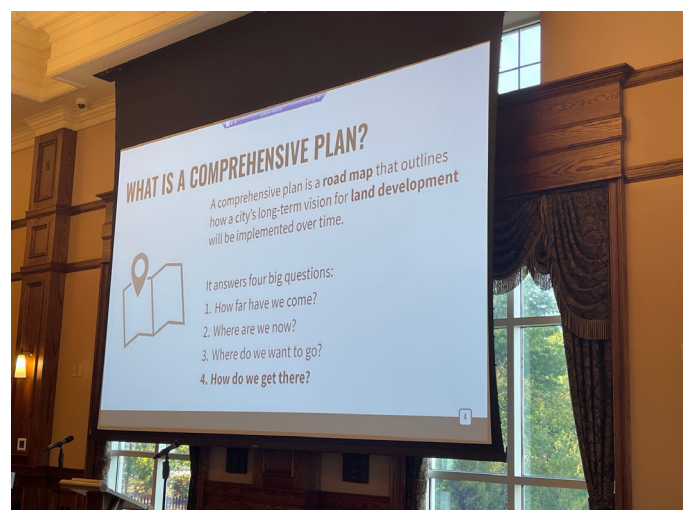 WHAT IS A COMPREHENSIVE PLAN?
A comprehensive plan is a road map that outlines
how a city's long-term vision for land development
will be implemented over time.
It answers four big questions:
1. How far have we come?
2. Where are we now?
3. Where do we want to go?
4. How do we get there?
4